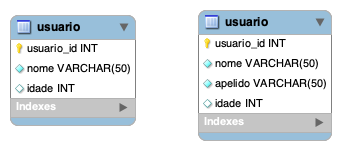 usuario
usuario_id INT
nome VARCHAR(50)
idade INT
Indexes
usuario
usuario_id INT
nome VARCHAR(50)
apelido VARCHAR(50)
idade INT
Indexes